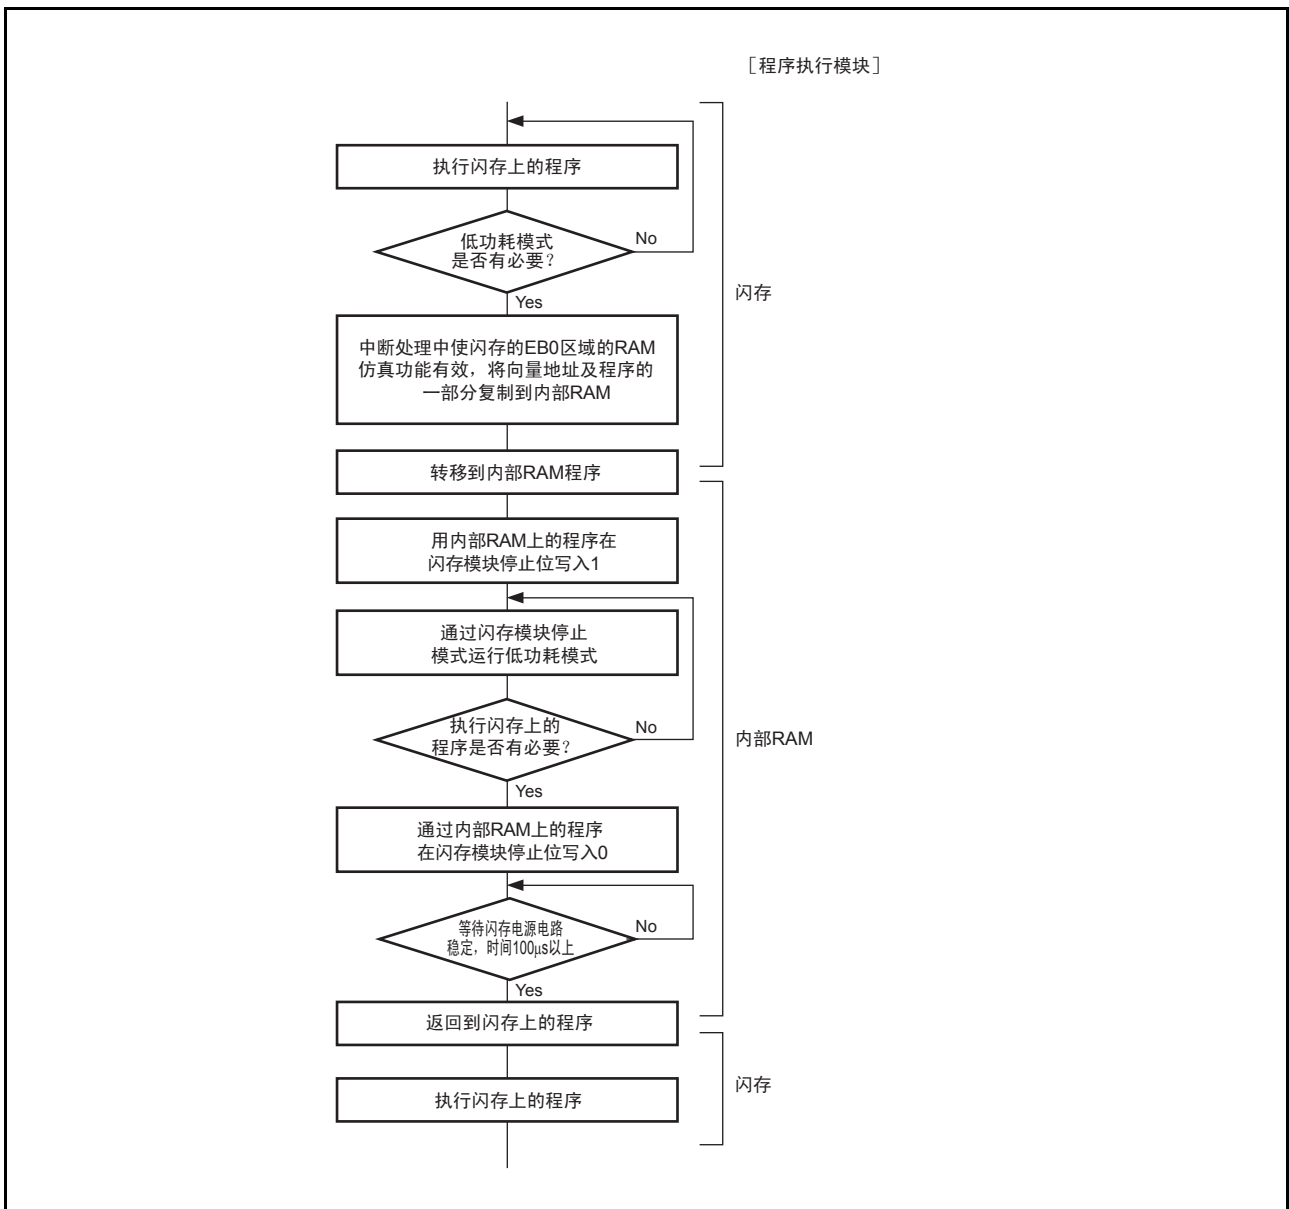 ［程序执行模块］
执行闪存上的程序
低功耗模式
是否有必要？
No
Yes
闪存
中断处理中使闪存的EB0区域的RAM
仿真功能有效，将向量地址及程序的
一部分复制到内部RAM
转移到内部RAM程序
用内部RAM上的程序在
闪存模块停止位写入1
通过闪存模块停止
模式运行低功耗模式
执行闪存上的
程序是否有必要？
No
Yes
内部RAM
通过内部RAM上的程序
在闪存模块停止位写入0
等待闪存电源电路
稳定，时间100μs以上
No
Yes
返回到闪存上的程序
闪存
执行闪存上的程序